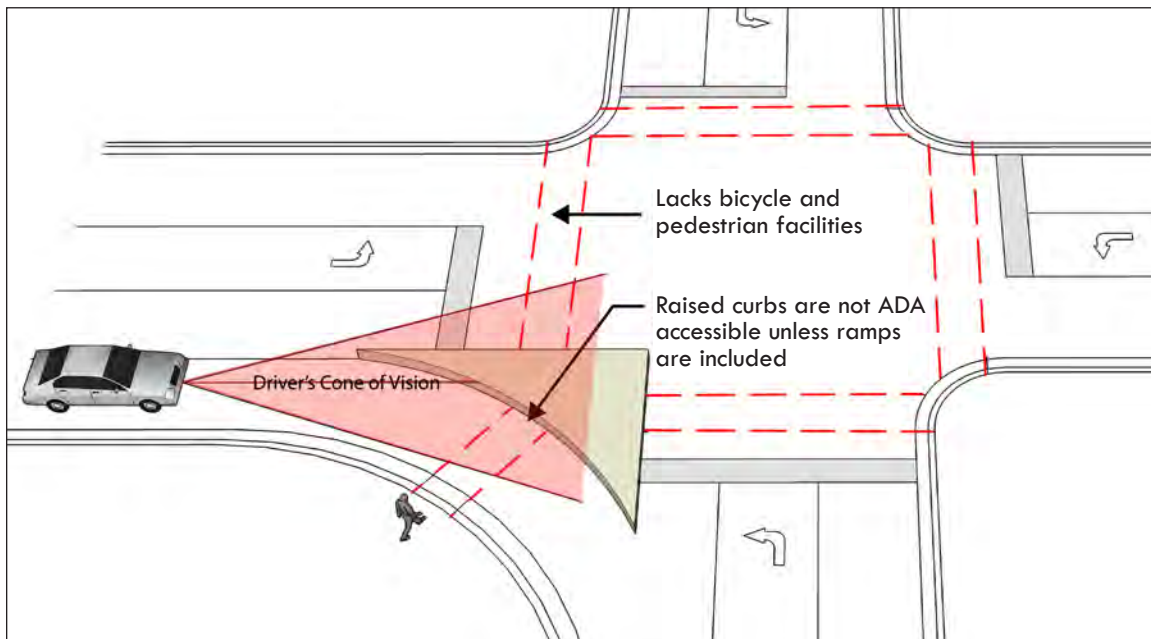 Lacks bicycle and
pedestrian facilities
Raised curbs are not ADA
accessible unless ramps
are included
Driver's Cone of Vision